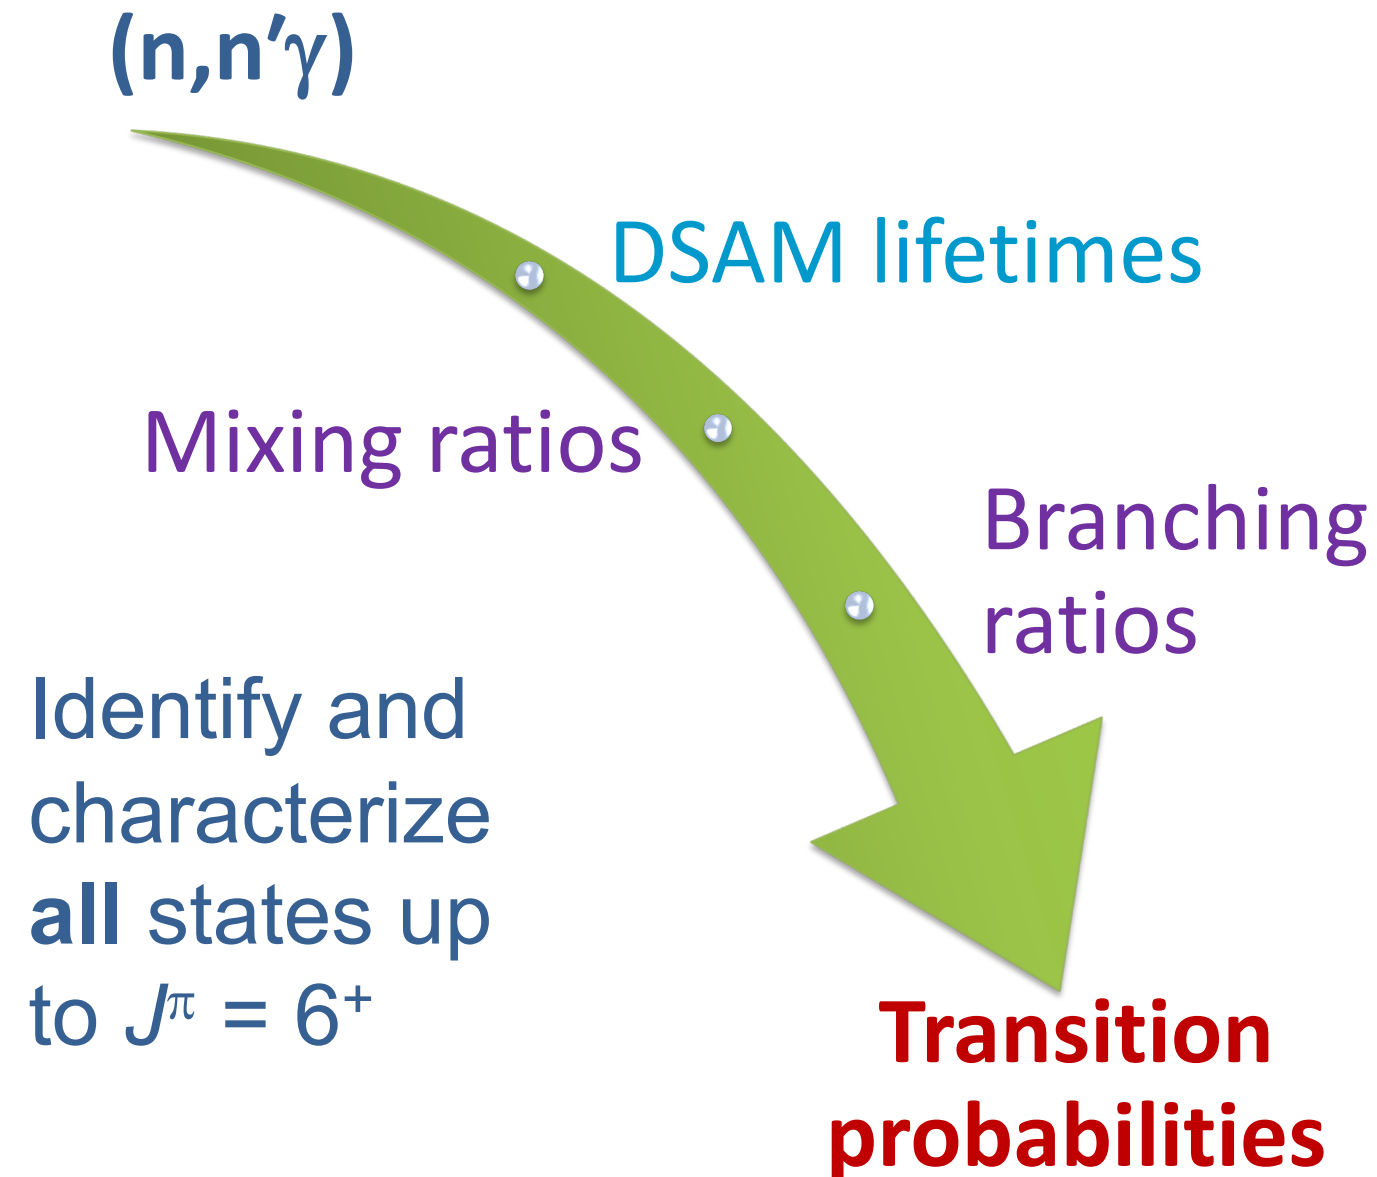 (n,n′γ)
DSAM lifetimes
Mixing ratios
Branching
ratios
Identify and
characterize
all states up
to Jπ = 6+
Transition
probabilities